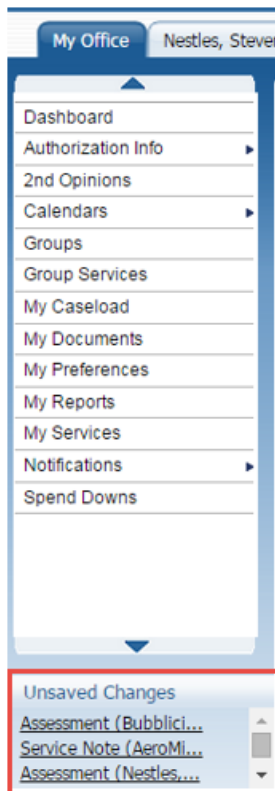 My Office Nestles, Steve
Dashboard
Authorization Info
2nd Opinions
Calendars
Groups
Group Services
My Caseload
My Documents
My Preferences
My Reports
My Services
Notifications
Spend Downs
Unsaved Changes
Assessment (Bubblici...
Service Note (AeroMi...
Assessment (Nestles,...